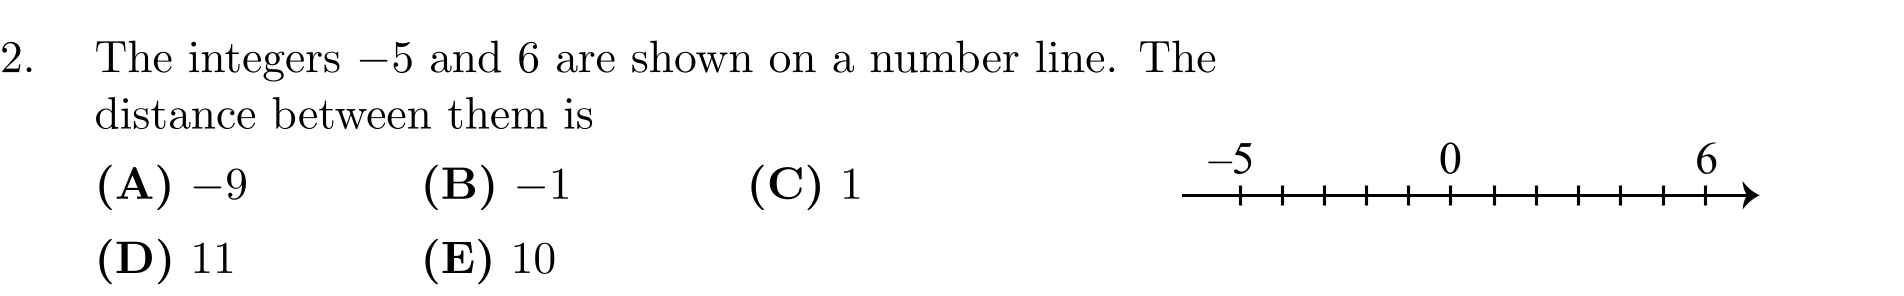 2. The integers −5 and 6 are shown on a number line. The
distance between them is
(A) −9 (B) −1 (C) 1
(D) 11 (E) 10
–5 0 6